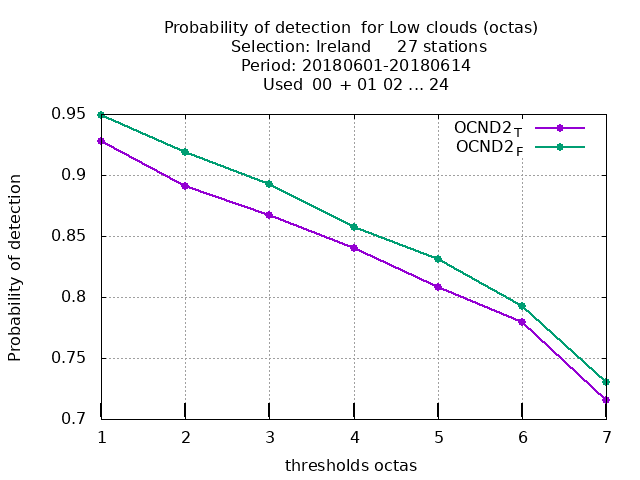 Probability of detection  for Low clouds (octas)
Selection: Ireland     27 stations
Period: 20180601-20180614
Used  00  + 01 02 ... 24
OCND2T
OCND2F
0.95
0.9
0.85
0.8
0.75
0.7
Probability of detection
1 2 3 4 5 6 7
thresholds octas